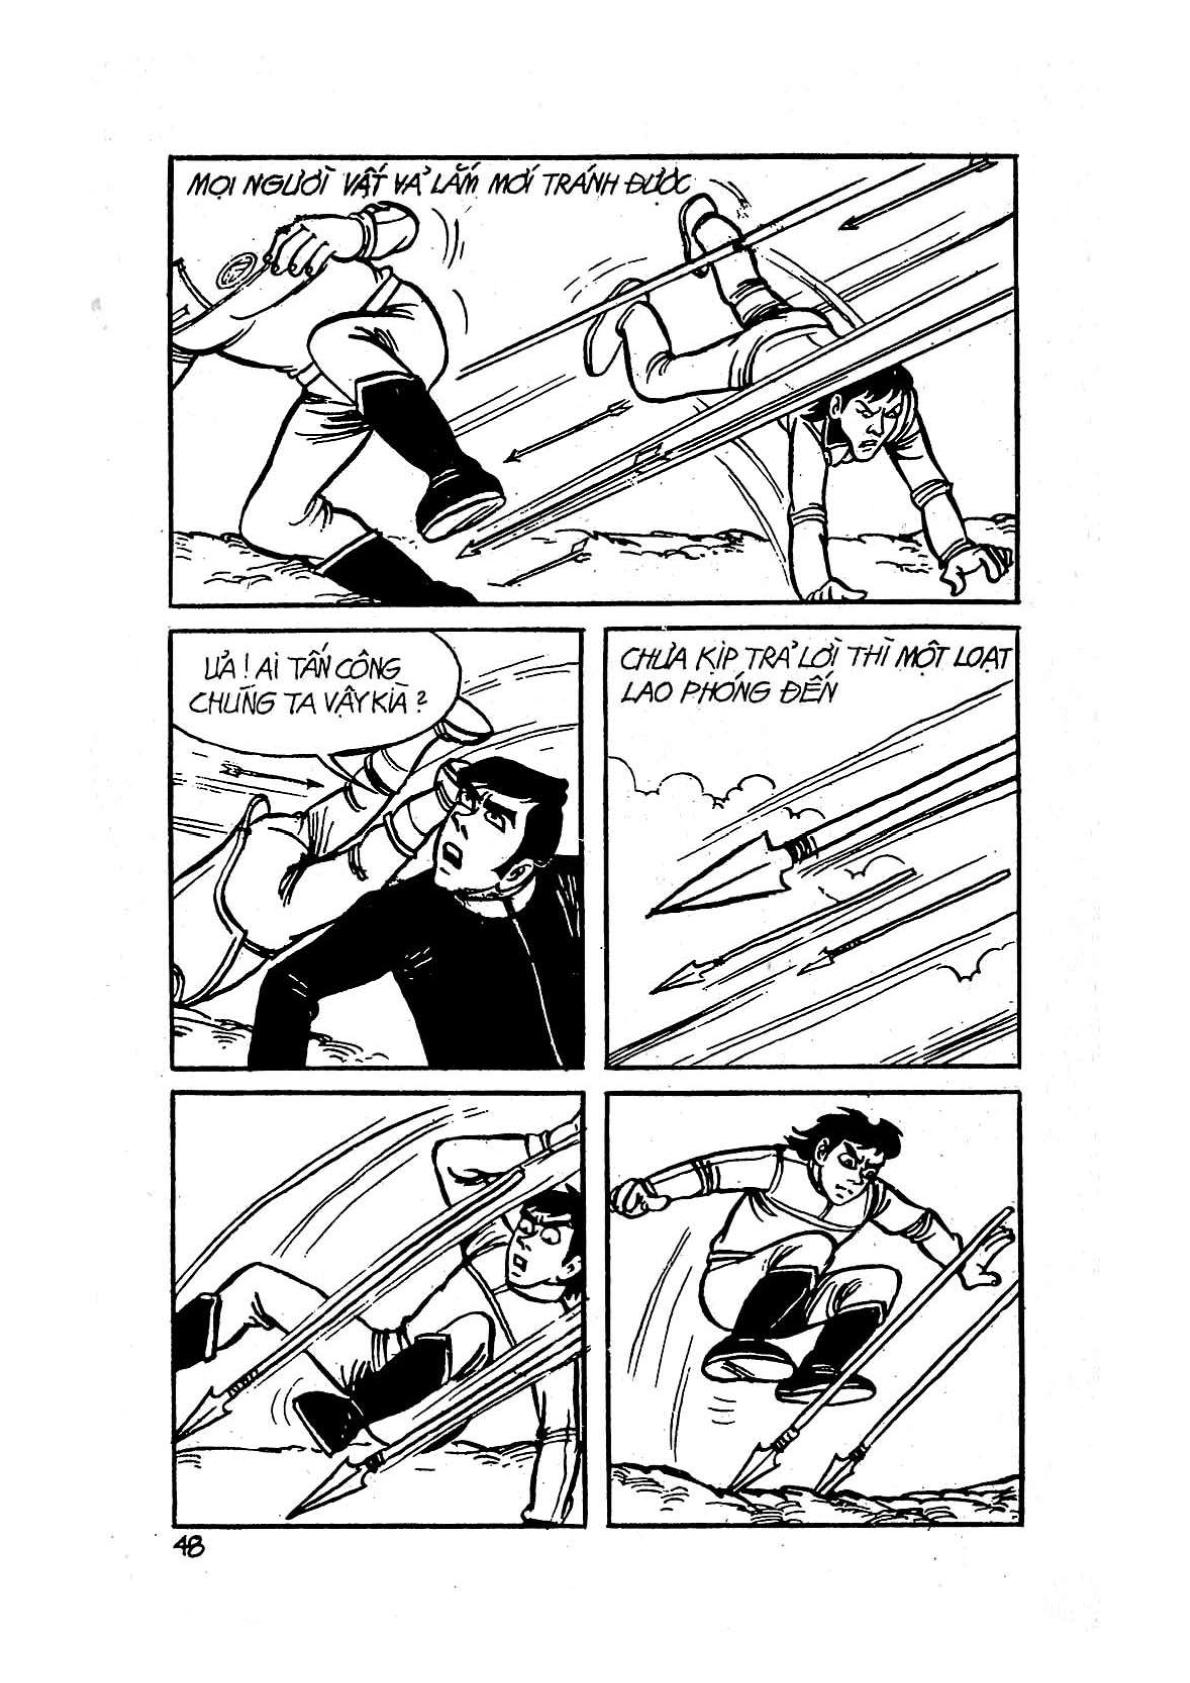 MỌI NGƯỜI VẤT VẢ LẮM MỚI TRÁNH ĐƯỢC
ỦA! AI TẤN CÔNG
CHÚNG TA VẬY KÌA?
CHƯA KỊP TRẢ LỜI THÌ MỘT LOẠT
LAO PHÓNG ĐẾN
48